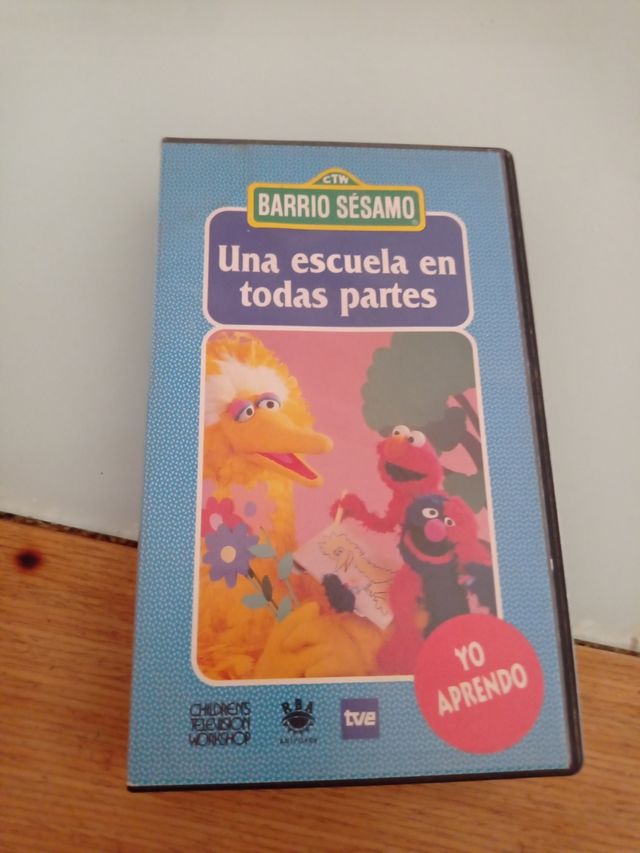 CTW
BARRIO SÉSAMO
Una escuela en
todas partes
YO
APRENDO
CHILDREN'S
TELEVISION
WORKSHOP
RBA
tve